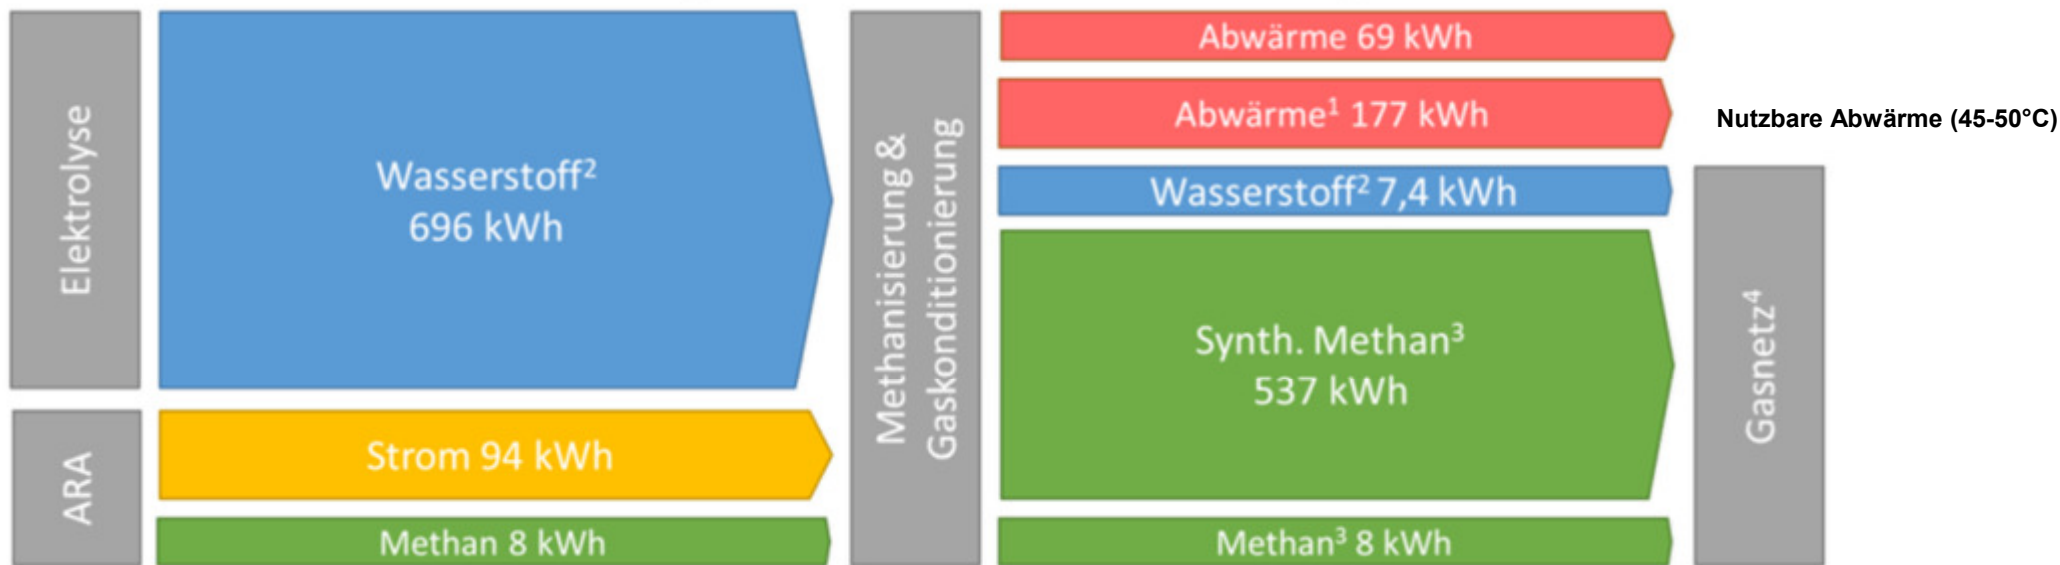 Elektrolyse
ARA
Wasserstoff²
696 kWh
Strom 94 kWh
Methan 8 kWh
Methanisierung &
Gaskonditionierung
Abwärme 69 kWh
Abwärme¹ 177 kWh
Nutzbare Abwärme (45-50°C)
Wasserstoff² 7,4 kWh
Synth. Methan³
537 kWh
Methan³ 8 kWh
Gasnetz⁴